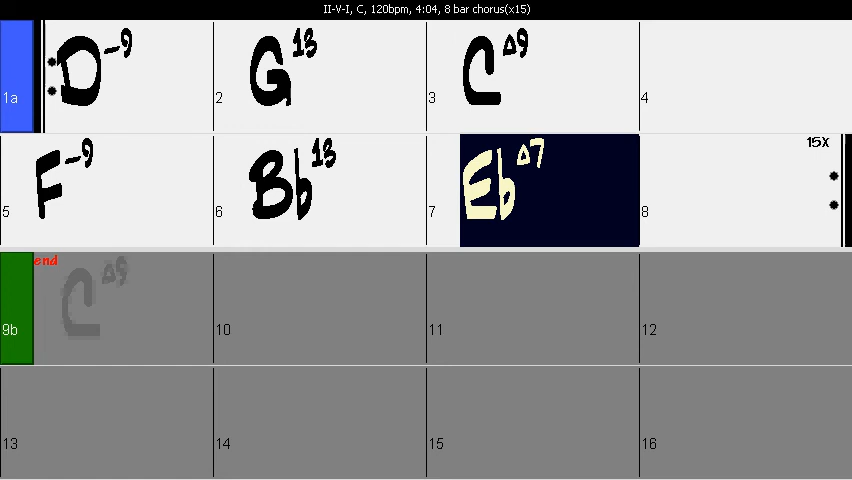 II-V-I, C, 120bpm, 4:04, 8 bar chorus(x15)
1a D-9 2 G13 3 CΔ9 4
15X
5 F-9 6 Bb13 7 EbΔ7 8
end
9b CΔ9 10 11 12
13 14 15 16